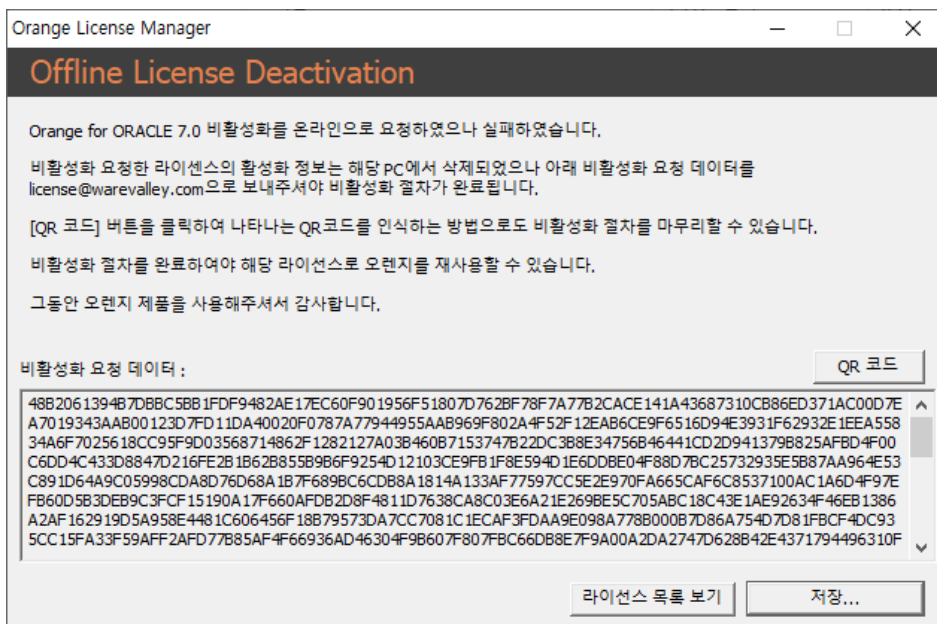 Orange License Manager
Offline License Deactivation
Orange for ORACLE 7.0 비활성화를 온라인으로 요청하였으나 실패하였습니다.
비활성화 요청한 라이센스의 활성화 정보는 해당 PC에서 삭제되었으나 아래 비활성화 요청 데이터를
license@warevalley.com으로 보내주셔야 비활성화 절차가 완료됩니다.
[QR 코드] 버튼을 클릭하여 나타나는 QR코드를 인식하는 방법으로도 비활성화 절차를 마무리할 수 있습니다.
비활성화 절차를 완료하여야 해당 라이선스로 오렌지를 재사용할 수 있습니다.
그동안 오렌지 제품을 사용해주셔서 감사합니다.
비활성화 요청 데이터 :
QR 코드
48B2061394B7DBBC5BB1FDF9482AE17EC60F901956F51807D762BF78F7A77B2CACE141A43687310CB86ED371AC00D7E
A7019343AAB00123D7FD11DA40020F0787A77944955AAB969F802A4F52F12EAB6CE9F6516D94E3931F62932E1EEA558
34A6F7025618CC95F9D03568714862F1282127A03B460B7153747B22DC3B8E34756B46441CD2D941379B825AFBD4F00
C6DD4C433D8847D216FE2B1B62B855B9B6F9254D12103CE9FB1F8E594D1E6DDBE04F88D7BC25732935E5B87AA964E53
C891D64A9C05998CDA8D76D68A1B7F689BC6CDB8A1814A133AF77597CC5E2E970FA665CAF6C8537100AC1A6D4F97E
FB60D5B3DEB9C3FCF15190A17F660AFDB2D8F4811D7638CA8C03E6A21E269BE5C705ABC18C43E1AE92634F46EB1386
A2AF162919D5A958E4481C606456F18B79573DA7CC7081C1ECAF3FDAA9E098A778B000B7D86A754D7D81FBCF4DC93
5CC15FA33F59AFF2AFD77B85AF4F66936AD46304F9B607F807FBC66DB8E7F9A00A2DA2747D628B42E4371794496310F
라이선스 목록 보기
저장...